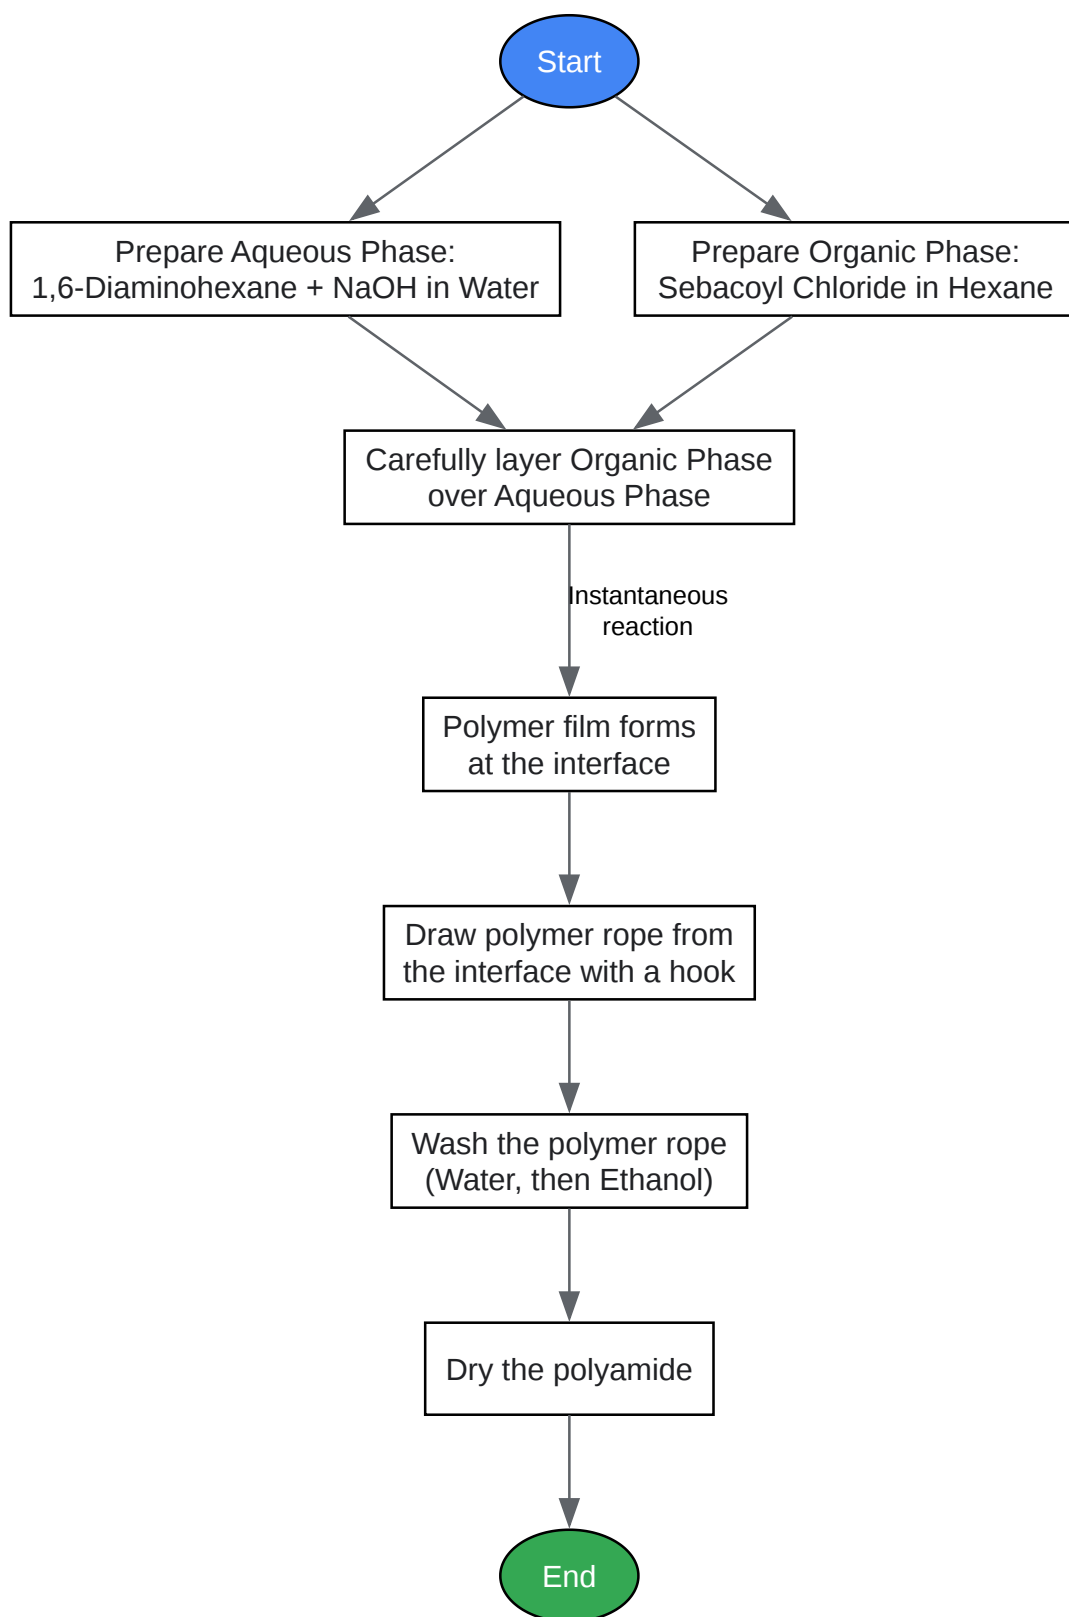 Start
Prepare Aqueous Phase:
1,6-Diaminohexane + NaOH in Water
Prepare Organic Phase:
Sebacoyl Chloride in Hexane
Carefully layer Organic Phase
over Aqueous Phase
Instantaneous
reaction
Polymer film forms
at the interface
Draw polymer rope from
the interface with a hook
Wash the polymer rope
(Water, then Ethanol)
Dry the polyamide
End